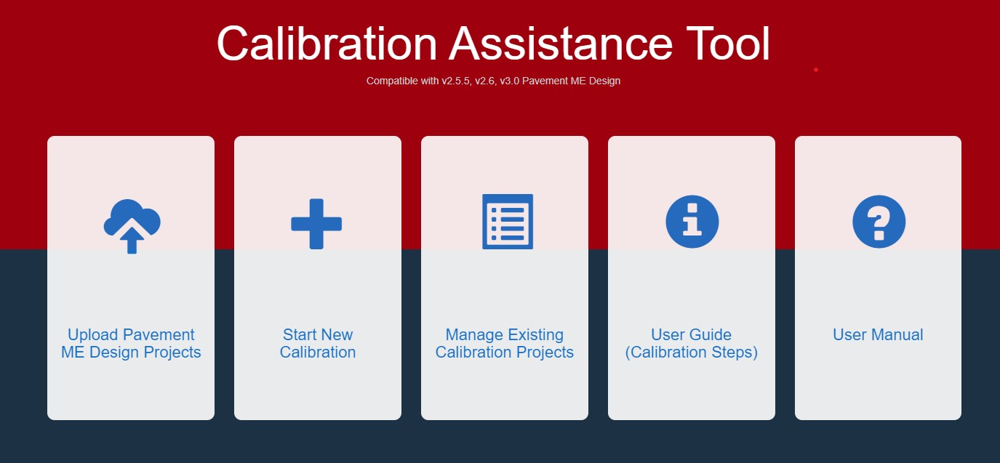 Calibration Assistance Tool
Compatible with v2.5.5, v2.6, v3.0 Pavement ME Design
Upload Pavement
ME Design Projects
Start New
Calibration
Manage Existing
Calibration Projects
User Guide
(Calibration Steps)
User Manual